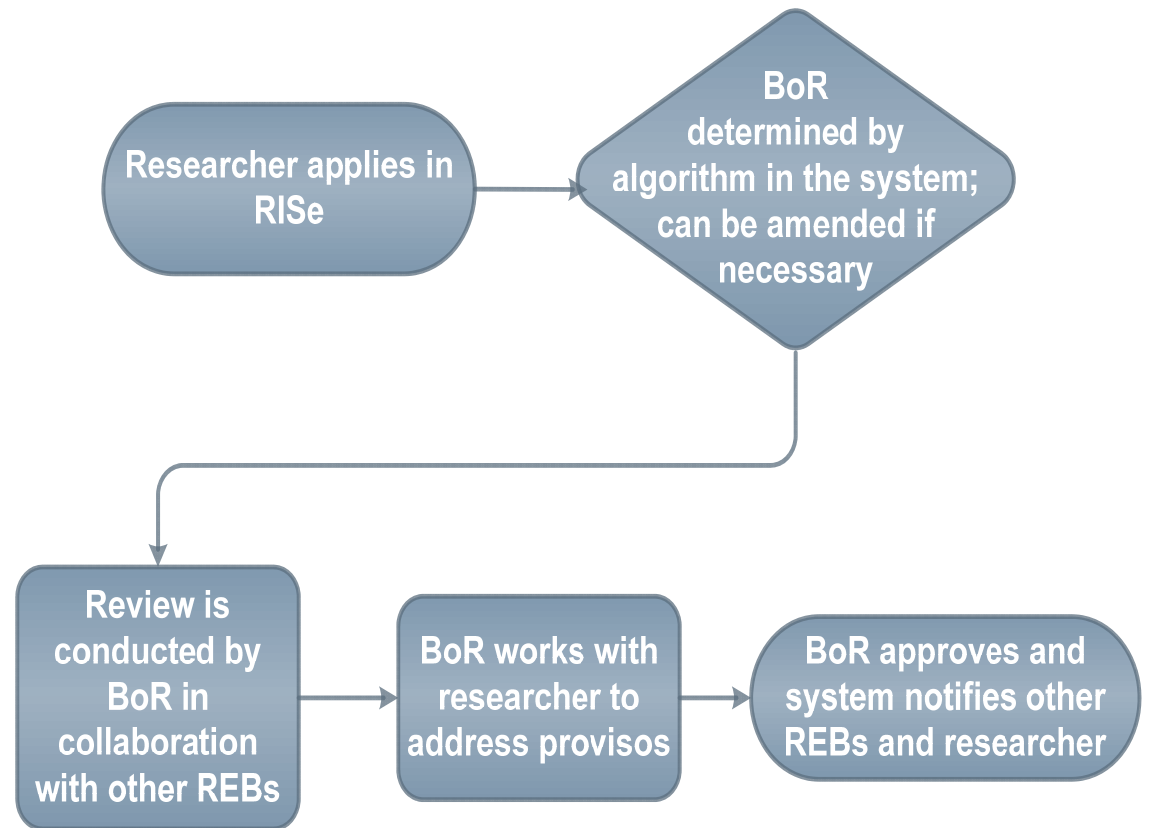 Researcher applies in
RISe
BoR
determined by
algorithm in the system;
can be amended if
necessary
Review is
conducted by
BoR in
collaboration
with other REBs
BoR works with
researcher to
address provisos
BoR approves and
system notifies other
REBs and researcher